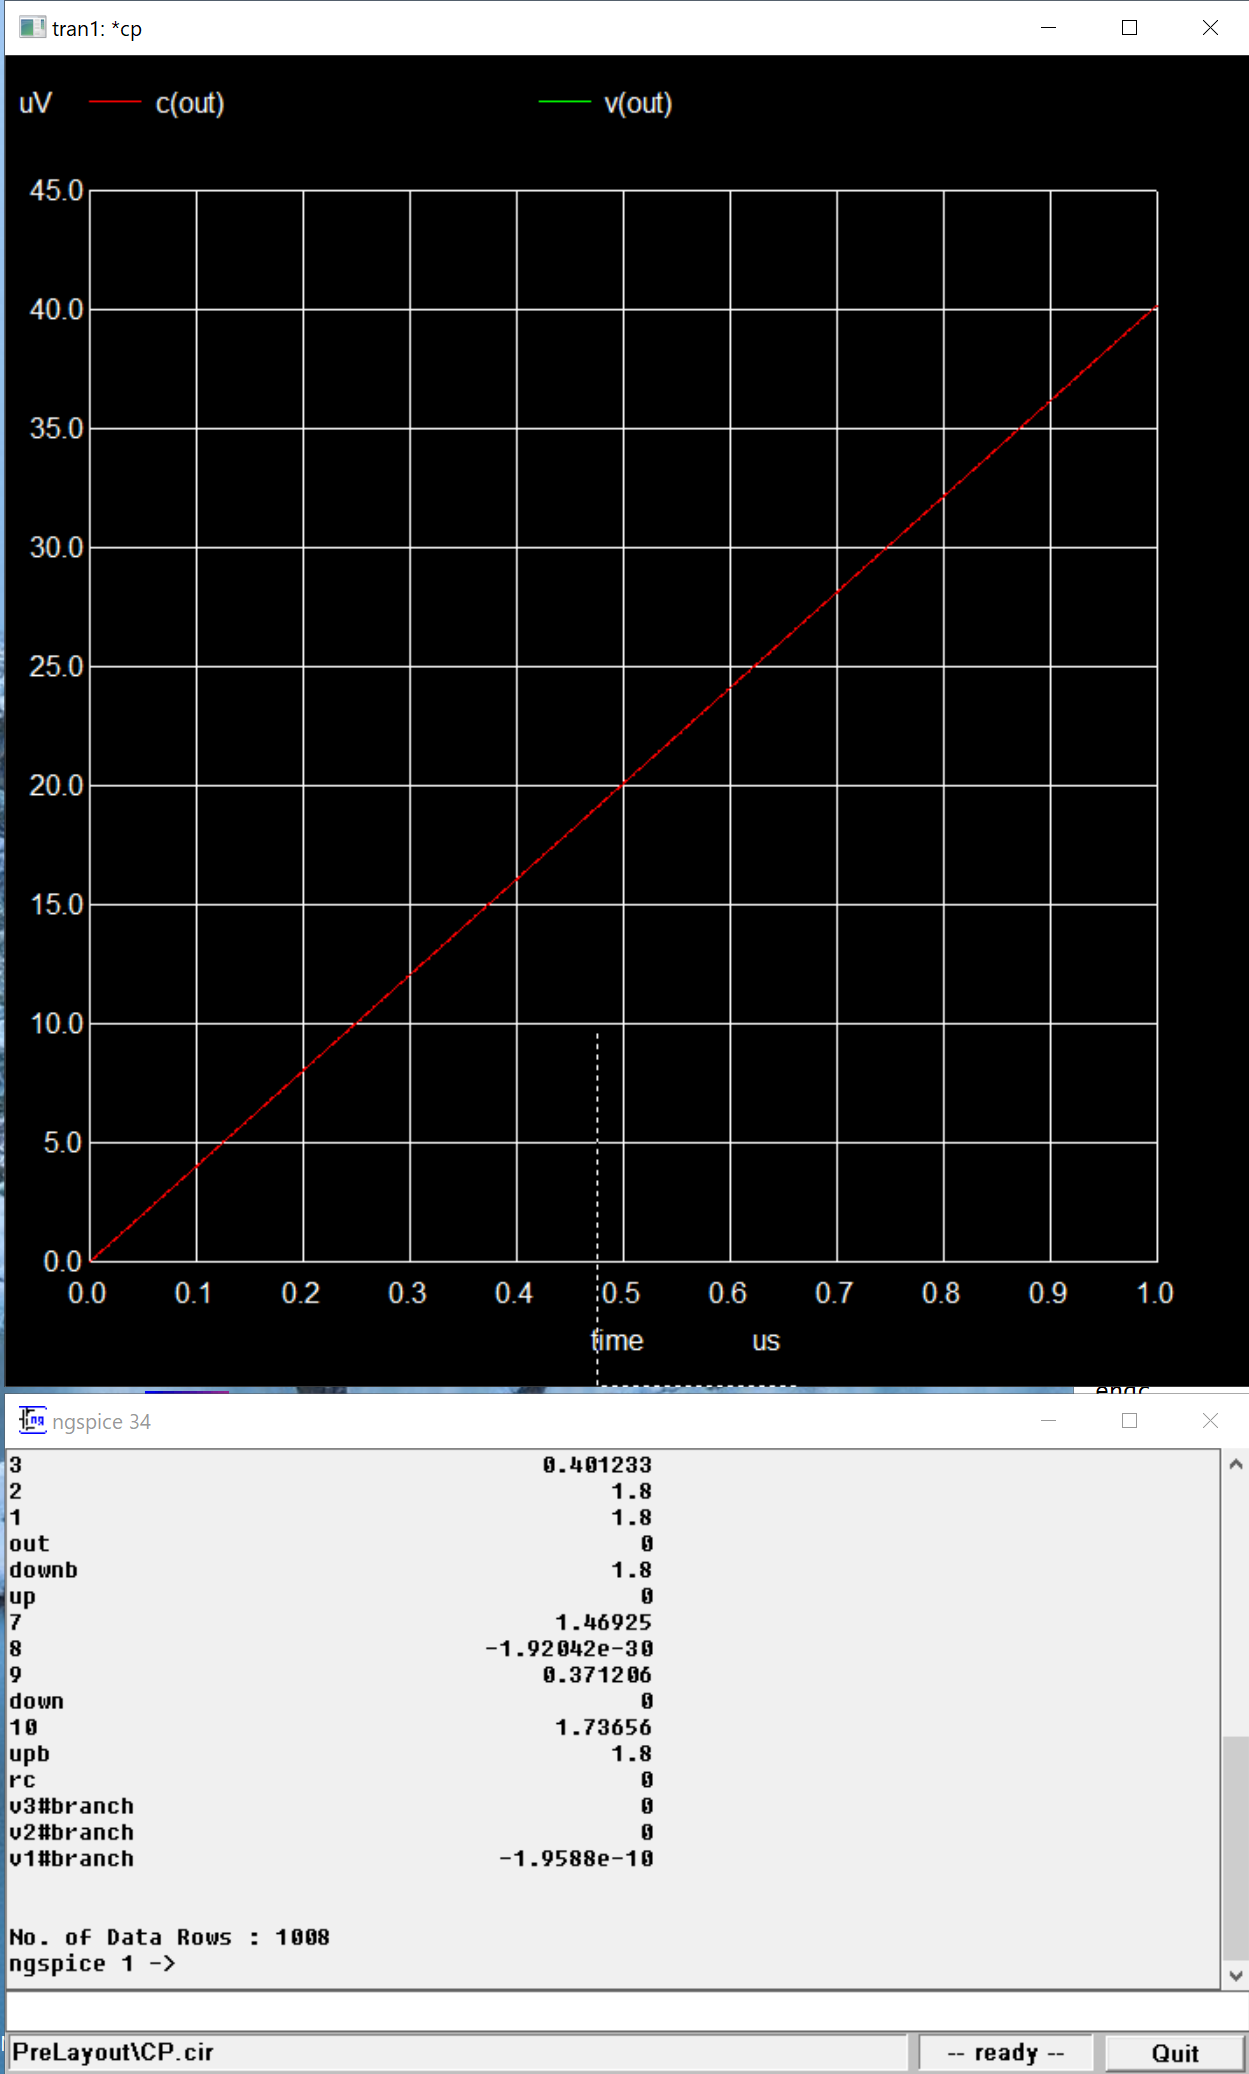 tran1: *cp
uV c(out) v(out)
45.0
40.0
35.0
30.0
25.0
20.0
15.0
10.0
5.0
0.0
0.0 0.1 0.2 0.3 0.4 0.5 0.6 0.7 0.8 0.9 1.0
time us
endc
ngspice 34
3 0.401233
2 1.8
1 1.8
out 0
downb 1.8
up 0
7 1.46925
8 -1.92042e-30
9 0.371206
down 0
10 1.73656
upb 1.8
rc 0
v3#branch 0
v2#branch 0
v1#branch -1.9588e-10
No. of Data Rows : 1008
ngspice 1 ->
PreLayout\CP.cir -- ready -- Quit